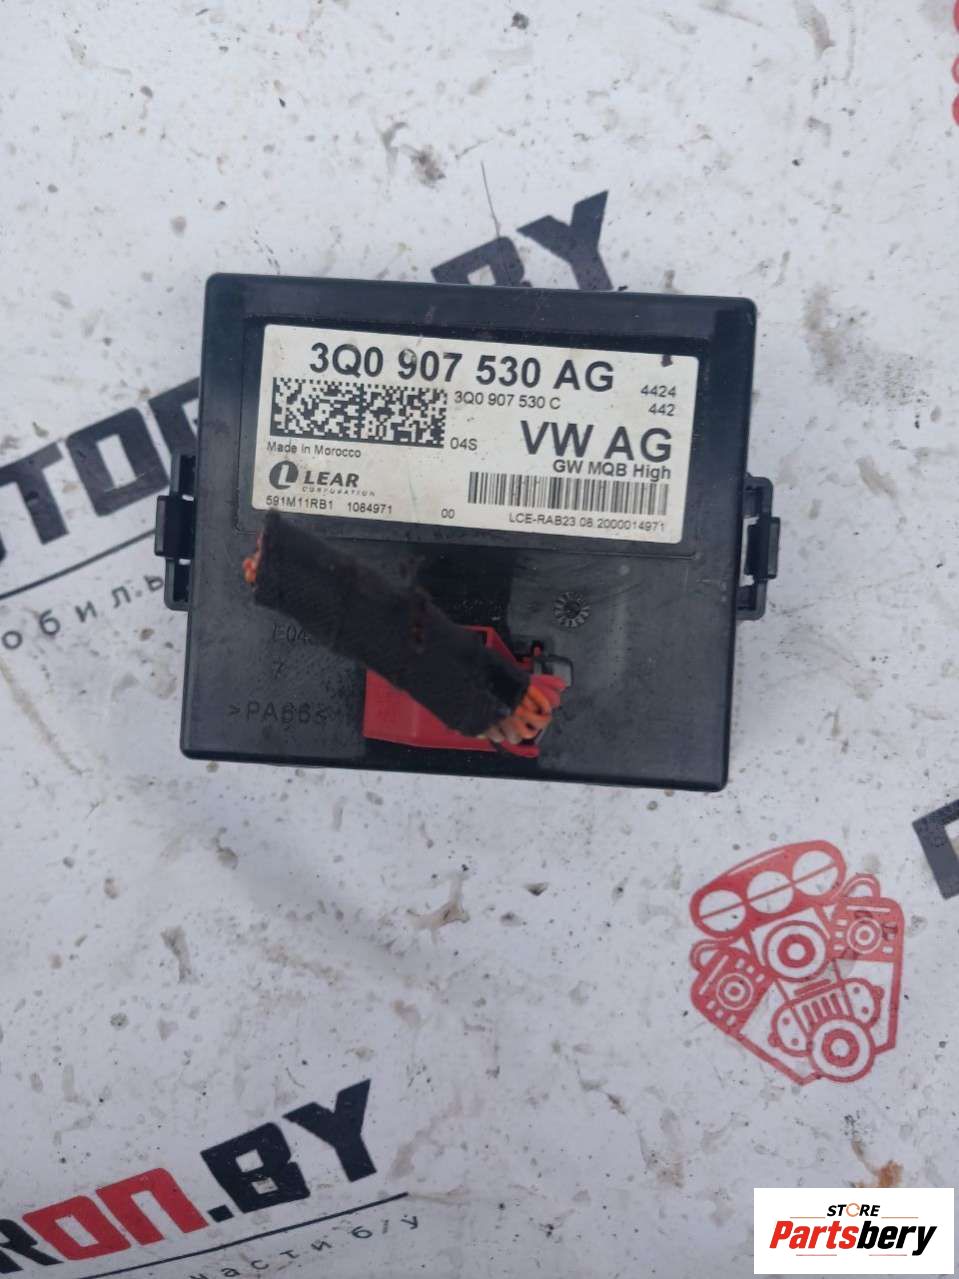 .BY
3Q0 907 530 AG
4424
3Q0 907 530 C
442
04S
VW AG
Made in Morocco
GW MQB High
LEAR
CORPORATION
591M11RB1 1084971
00
LCE-RAB23 08 2000014971
>PA66
RON.BY
части б/у
STORE
Partsbery